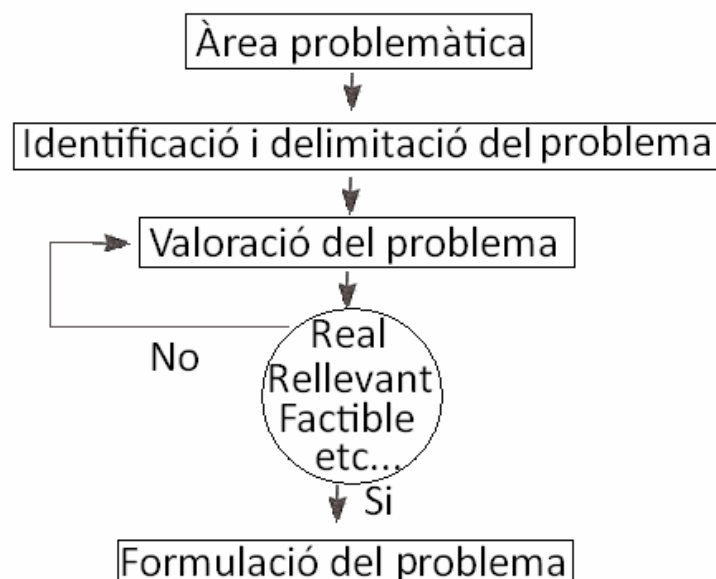 Àrea problemàtica
Identificació i delimitació del problema
Valoració del problema
No
Real
Rellevant
Factible
etc...
Si
Formulació del problema